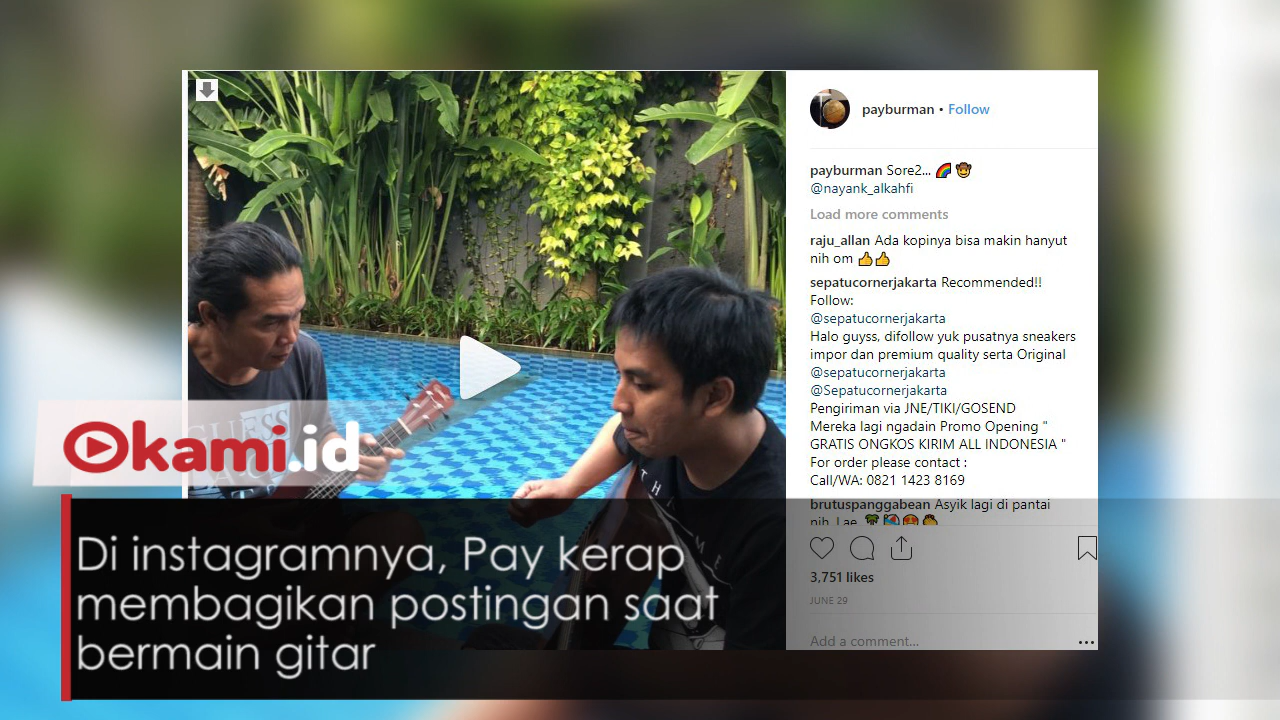 payburman • Follow
payburman Sore2... 🌈 🤠
@nayank_alkahfi
Load more comments
raju_allan Ada kopinya bisa makin hanyut
nih om 👍👍
sepatucornerjakarta Recommended!!
Follow:
@sepatucornerjakarta
Halo guyss, difollow yuk pusatnya sneakers
impor dan premium quality serta Original
@sepatucornerjakarta
@Sepatucornerjakarta
Pengiriman via JNE/TIKI/GOSEND
Mereka lagi ngadain Promo Opening "
GRATIS ONGKOS KIRIM ALL INDONESIA "
For order please contact :
Call/WA: 0821 1423 8169
brutuspanggabean Asyik lagi di pantai
nih Lae
3,751 likes
JUNE 29
Add a comment...
GUESS
Okami.id
Di instagramnya, Pay kerap
membagikan postingan saat
bermain gitar